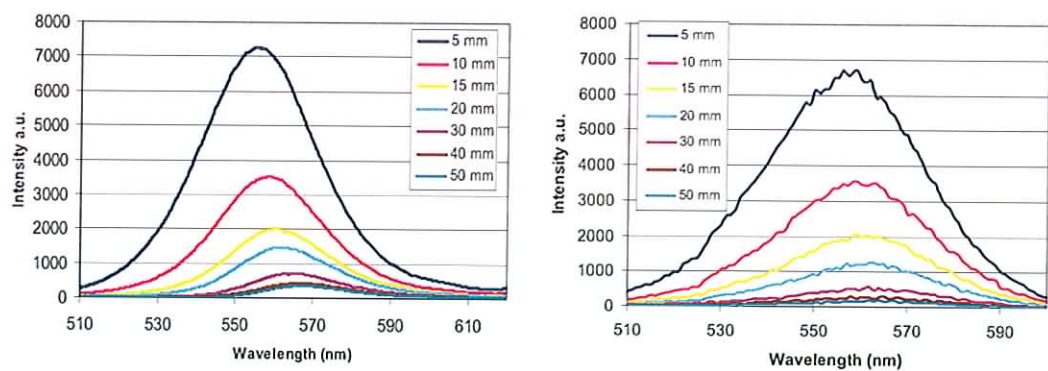 8000
7000
6000
5000
4000
3000
2000
1000
0
Intensity a.u.
510 530 550 570 590 610
Wavelength (nm)
5 mm
10 mm
15 mm
20 mm
30 mm
40 mm
50 mm
8000
7000
6000
5000
4000
3000
2000
1000
0
Intensity a.u.
510 530 550 570 590
Wavelength (nm)
5 mm
10 mm
15 mm
20 mm
30 mm
40 mm
50 mm